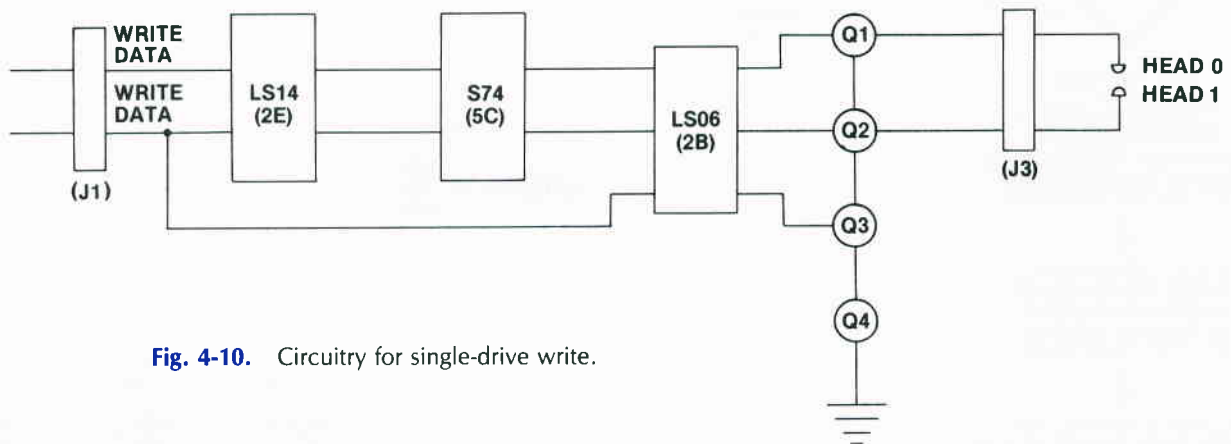 WRITE
DATA
WRITE
DATA
(J1)
LS14
(2E)
S74
(5C)
LS06
(2B)
Q1
Q2
Q3
Q4
(J3)
HEAD 0
HEAD 1
Fig. 4-10. Circuitry for single-drive write.